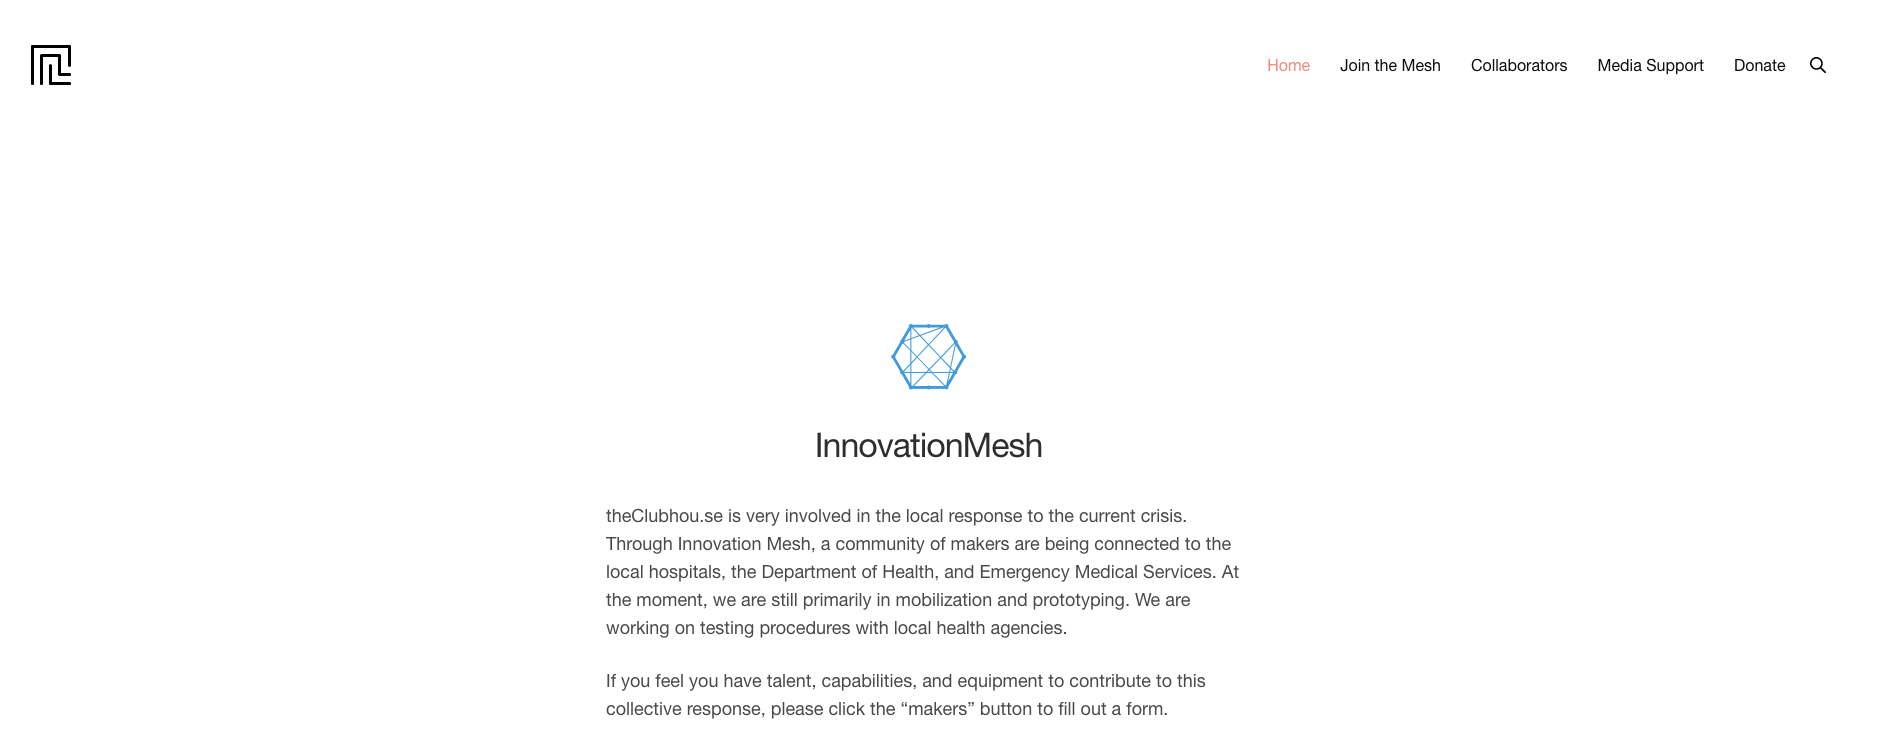 Home
Join the Mesh
Collaborators
Media Support
Donate
InnovationMesh
theClubhou.se is very involved in the local response to the current crisis.
Through Innovation Mesh, a community of makers are being connected to the
local hospitals, the Department of Health, and Emergency Medical Services. At
the moment, we are still primarily in mobilization and prototyping. We are
working on testing procedures with local health agencies.
If you feel you have talent, capabilities, and equipment to contribute to this
collective response, please click the “makers” button to fill out a form.